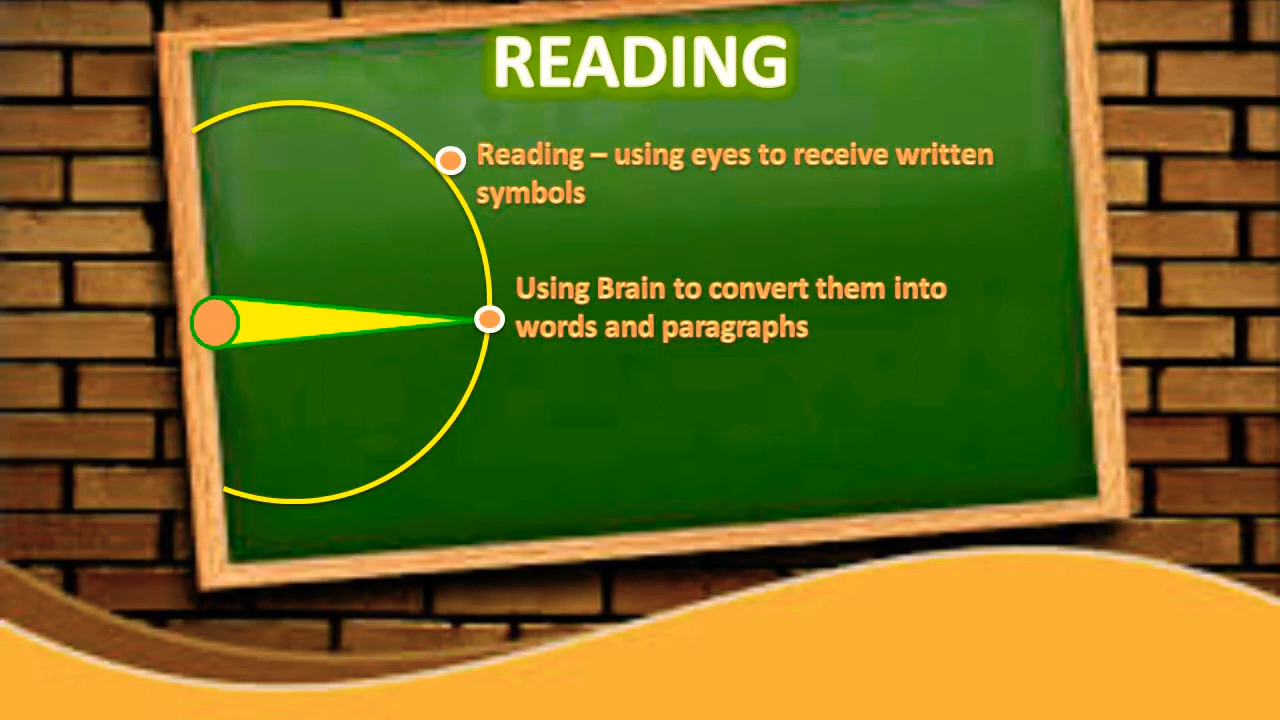 READING
Reading – using eyes to receive written
symbols
Using Brain to convert them into
words and paragraphs